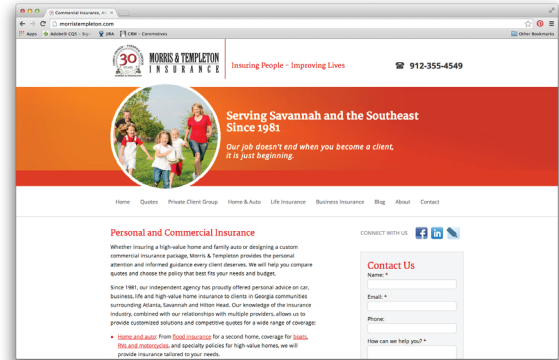 Commercial Insurance, A
morristempleton.com
Apps
JIRA
CRM - Coremotives
Other Bookmarks
30
YEARS
MORRIS & TEMPLETON
INSURANCE
Insuring People - Improving Lives
912-355-4549
Serving Savannah and the Southeast
Since 1981
Our job doesn't end when you become a client,
it is just beginning.
Home Quotes Private Client Group Home & Auto Life Insurance Business Insurance Blog About Contact
Personal and Commercial Insurance
Whether insuring a high-value home and family auto or designing a custom
commercial insurance package, Morris & Templeton provides the personal
attention and informed guidance every client deserves. We will help you compare
quotes and choose the policy that best fits your needs and budget.
Since 1981, our independent agency has proudly offered personal advice on car,
business, life and high-value home insurance to clients in Georgia communities
surrounding Atlanta, Savannah and Hilton Head. Our knowledge of the insurance
industry, combined with our relationships with multiple providers, allows us to
provide customized solutions and competitive quotes for a wide range of coverage:
• Home and auto: From flood insurance for a second home, coverage for boats,
RVs and motorcycles, and specialty policies for high-value homes, we will
provide insurance tailored to your needs.
CONNECT WITH US
Contact Us
Name: *
Email: *
Phone:
How can we help you? *